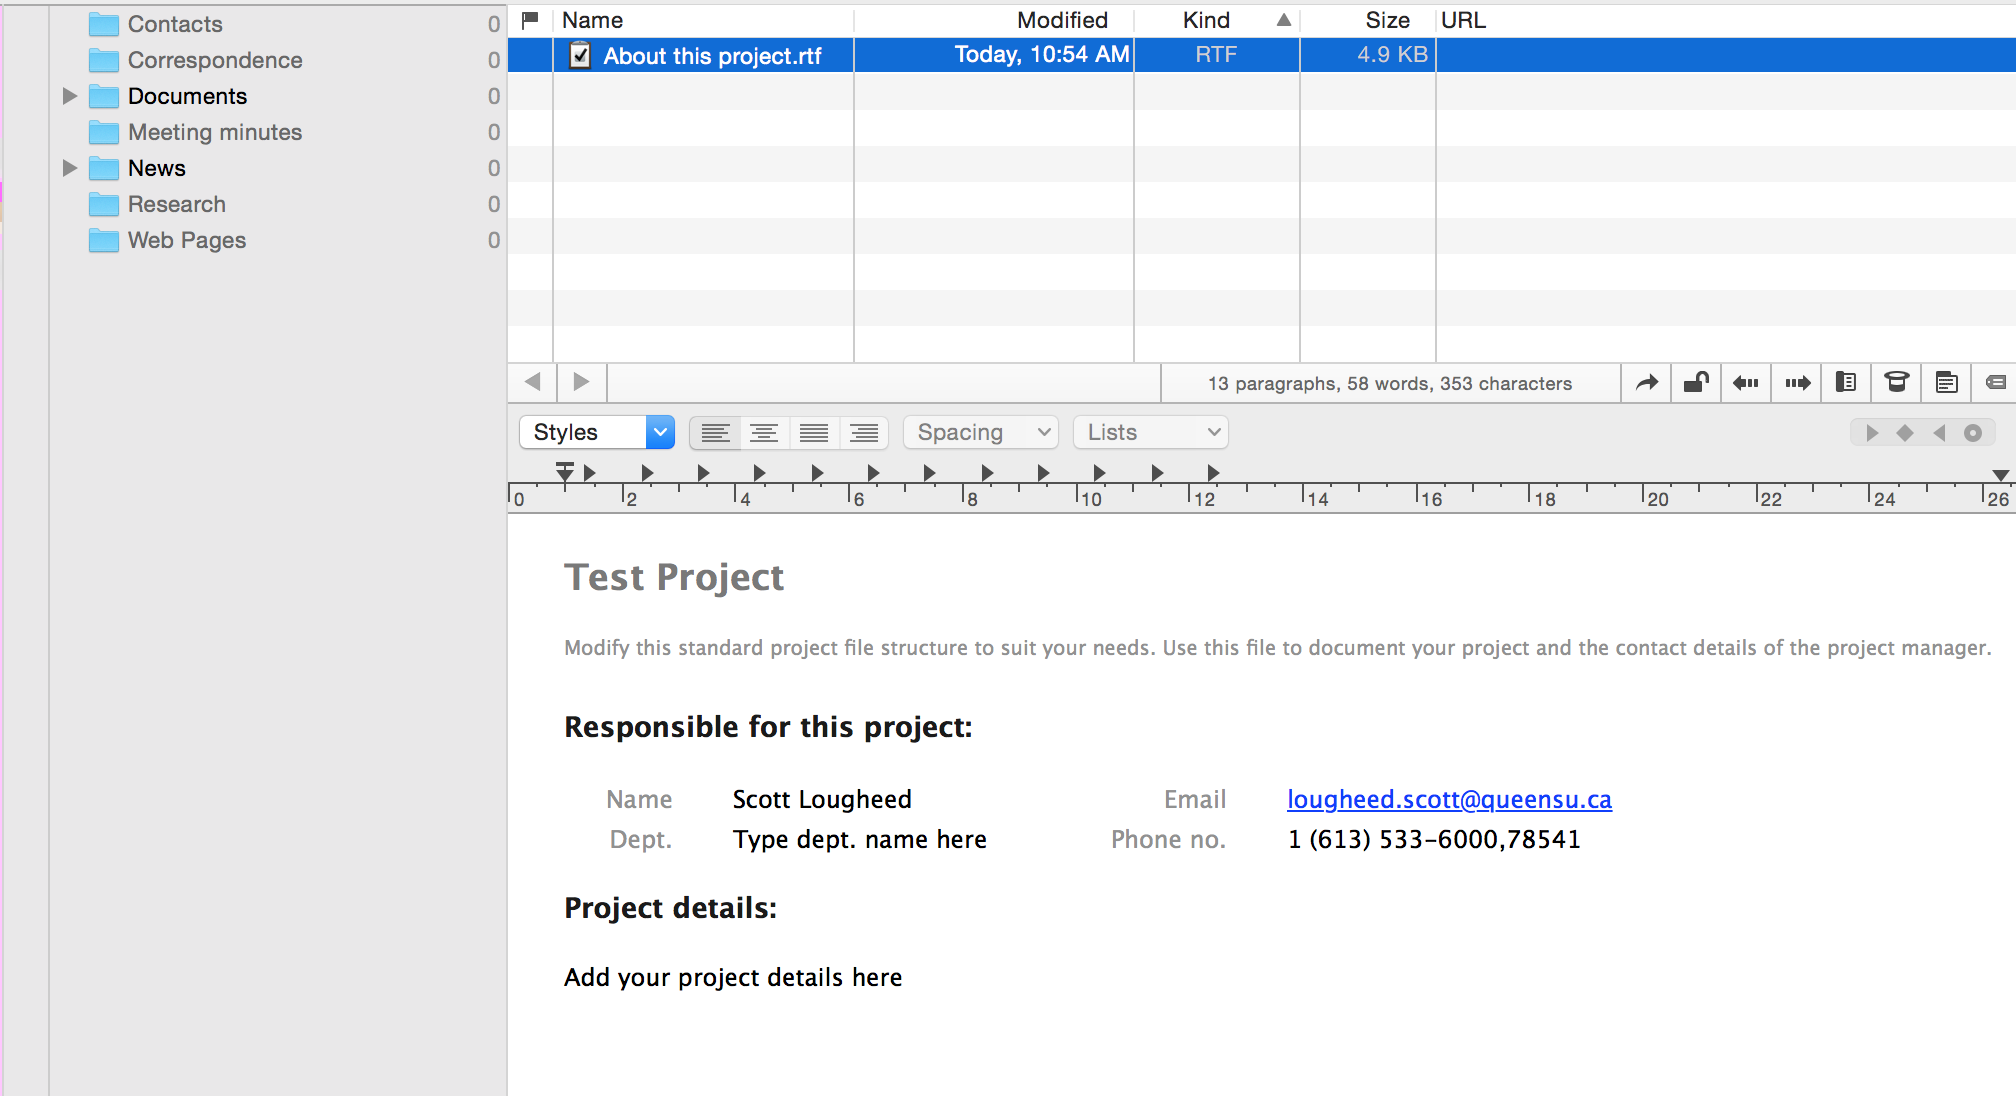 Contacts 0
Correspondence 0
Documents 0
Meeting minutes 0
News 0
Research 0
Web Pages 0
Name Modified Kind Size URL
About this project.rtf Today, 10:54 AM RTF 4.9 KB
13 paragraphs, 58 words, 353 characters
Styles Spacing Lists
0 2 4 6 8 10 12 14 16 18 20 22 24 26
Test Project
Modify this standard project file structure to suit your needs. Use this file to document your project and the contact details of the project manager.
Responsible for this project:
Name Scott Lougheed Email lougheed.scott@queensu.ca
Dept. Type dept. name here Phone no. 1 (613) 533-6000,78541
Project details:
Add your project details here